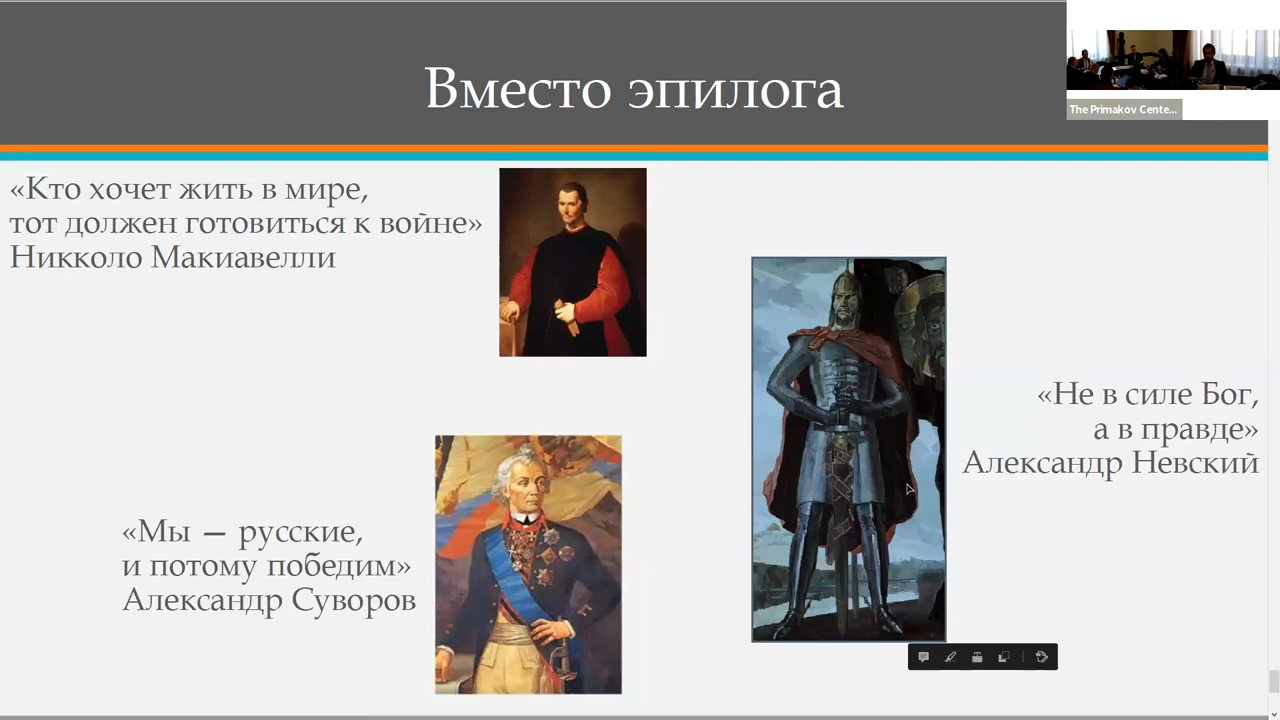 Вместо эпилога
The Primakov Cente...
«Кто хочет жить в мире,
тот должен готовиться к войне»
Никколо Макиавелли
«Не в силе Бог,
а в правде»
Александр Невский
«Мы — русские,
и потому победим»
Александр Суворов